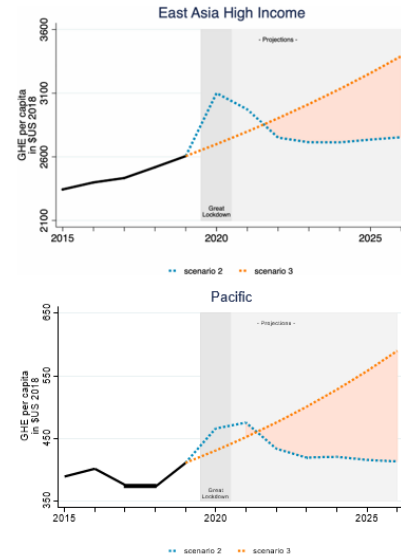 East Asia High Income
3600
- Projections -
3100
GHE per capita
in $US 2018
2600
2100
Great
Lockdown
2015
2020
2025
scenario 2
scenario 3
Pacific
650
- Projections -
550
GHE per capita
in $US 2018
450
350
Great
Lockdown
2015
2020
2025
scenario 2
scenario 3